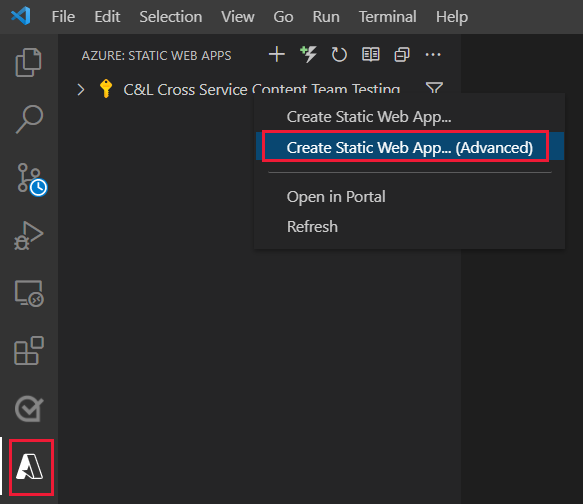 File Edit Selection View Go Run Terminal Help
AZURE: STATIC WEB APPS
C&L Cross Service Content Team Testing
Create Static Web App...
Create Static Web App... (Advanced)
Open in Portal
Refresh